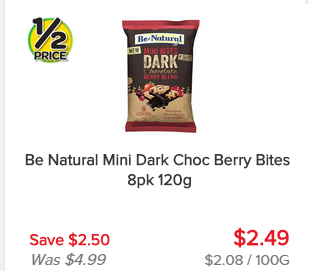 1/2
PRICE
Be Natural
NEW
MINI BITES
DARK
Chocolate
BERRY BLEND
8
Be Natural Mini Dark Choc Berry Bites
8pk 120g
Save $2.50
$2.49
Was $4.99
$2.08 / 100G